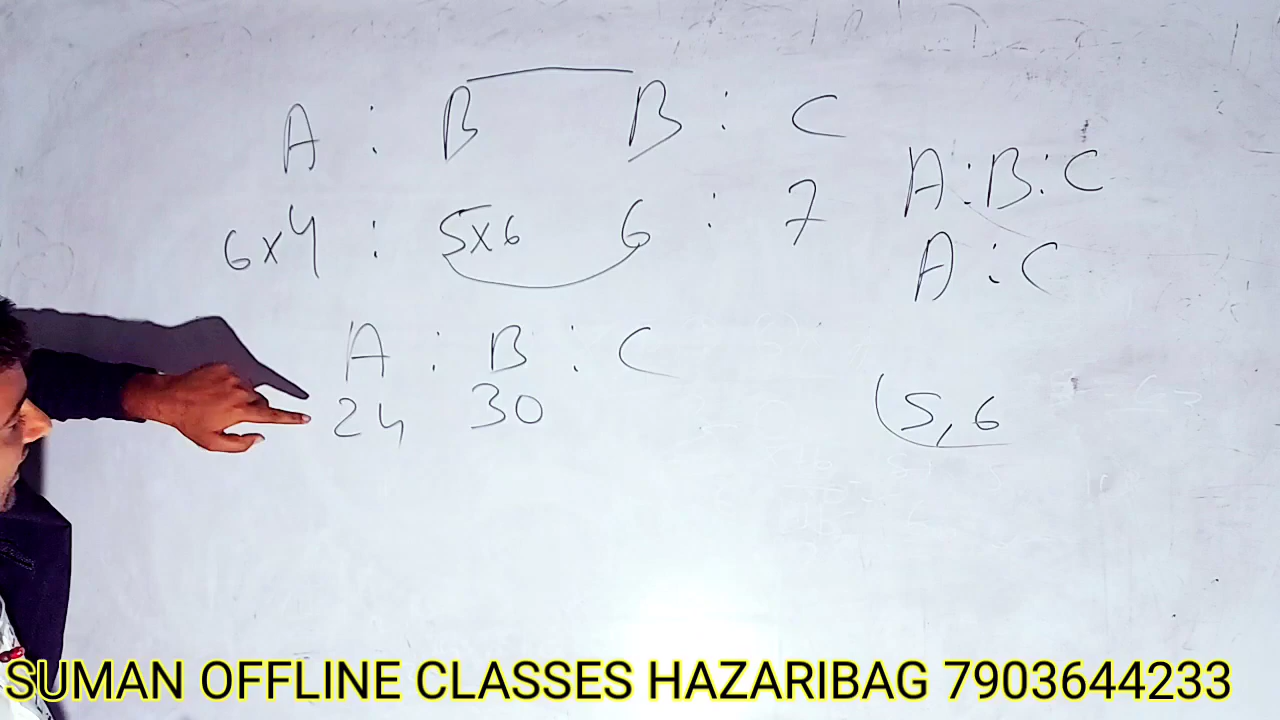 A : B B : C
6x4 : 5x6 6 : 7
A : B : C
24 30
A:B:C
A:C
5,6
SUMAN OFFLINE CLASSES HAZARIBAG 7903644233